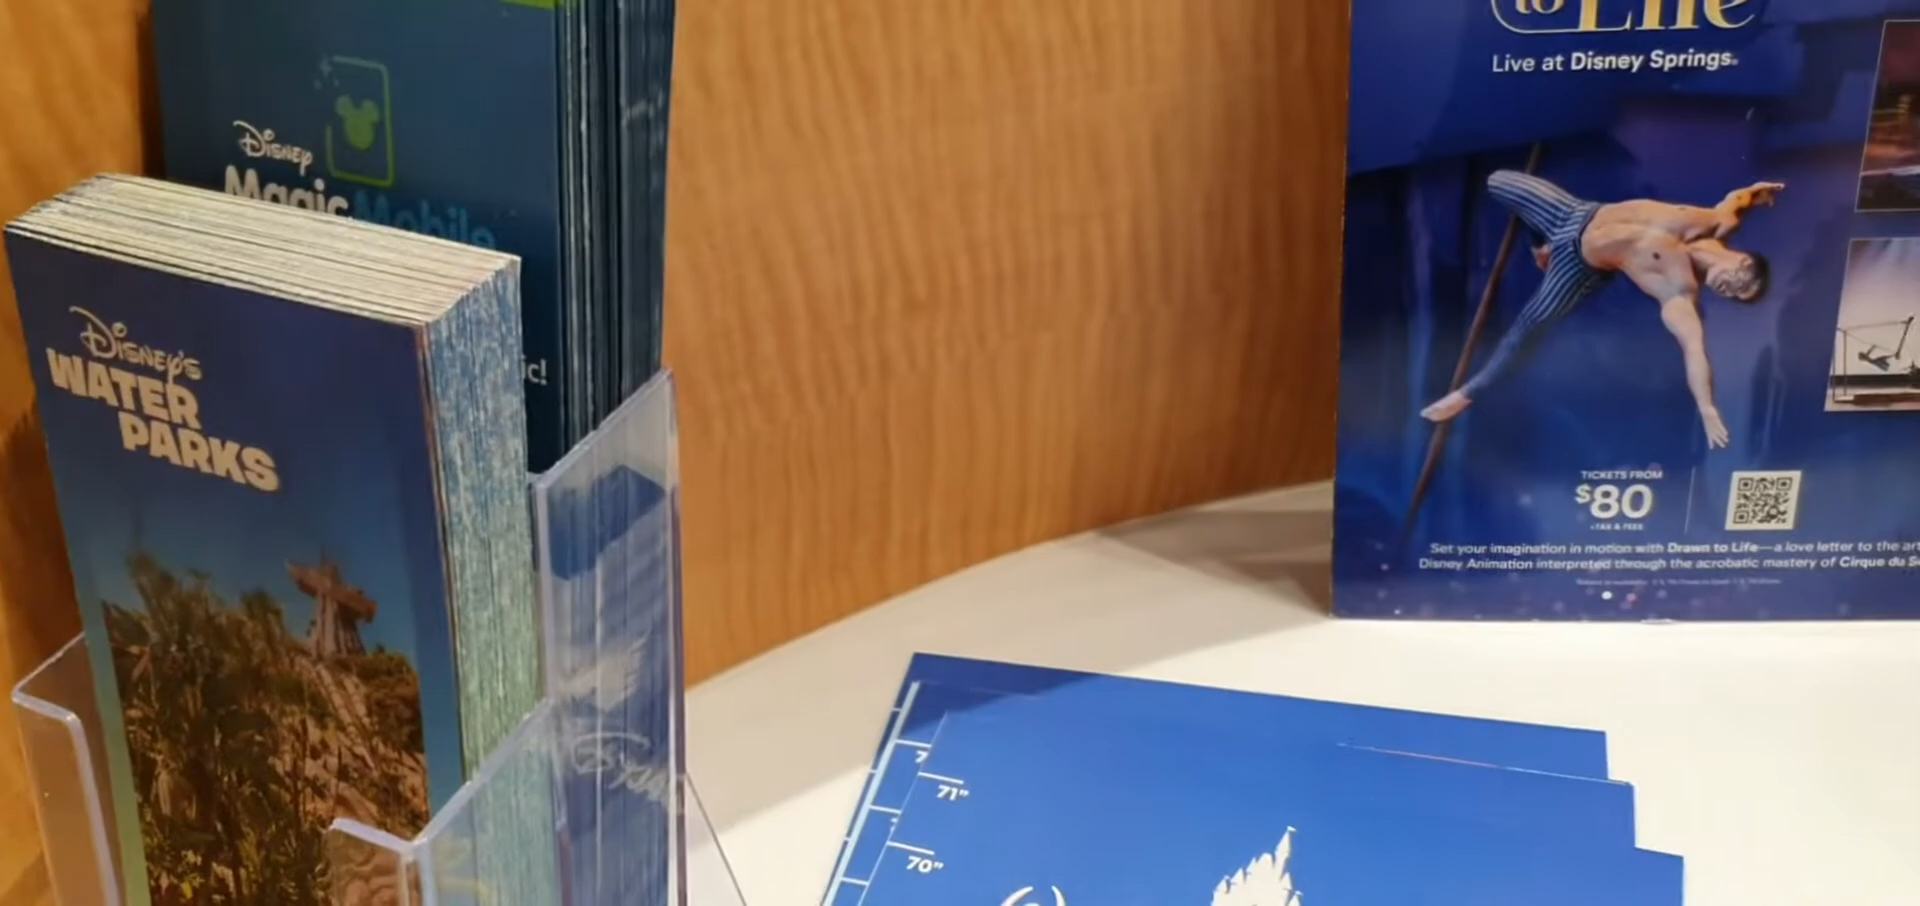 Disney
Magic Mobile
ic!
Disney's
WATER
PARKS
to Life
Live at Disney Springs®
TICKETS FROM
$80
+TAX & FEES
Set your imagination in motion with Drawn to Life—a love letter to the art
Disney Animation interpreted through the acrobatic mastery of Cirque du S
71"
70"